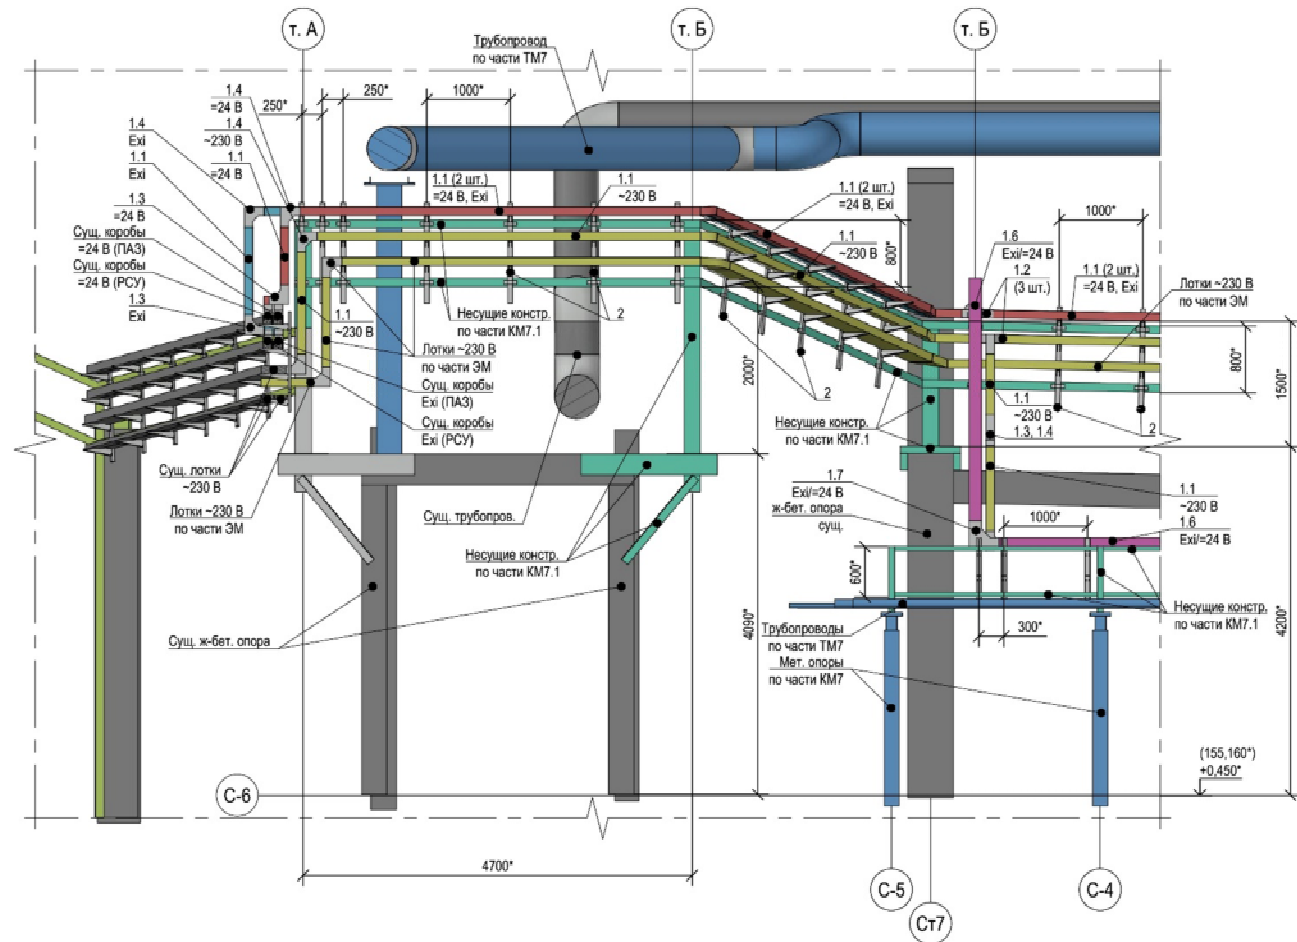 т. А
т. Б
т. Б
Трубопровод
по части ТМ7
1.4
=24 В
250*
250*
1000*
1.4
Exi
1.4
~230 В
1.1
Exi
1.1
=24 В
1.3
=24 В
Сущ. коробы
=24 В (ПАЗ)
Сущ. коробы
=24 В (РСУ)
1.3
Exi
1.1 (2 шт.)
=24 В, Exi
1.1
~230 В
1.1 (2 шт.)
=24 В, Exi
1.1
~230 В
800*
1000*
1.6
Exi/=24 В
1.2
(3 шт.)
1.1 (2 шт.)
=24 В, Exi
Лотки ~230 В
по части ЭМ
1.1
~230 В
Несущие констр.
по части КМ7.1
2
Лотки ~230 В
по части ЭМ
Сущ. коробы
Exi (ПАЗ)
Сущ. коробы
Exi (РСУ)
2000*
2
800*
1500*
1.1
~230 В
1.3, 1.4
2
Несущие констр.
по части КМ7.1
Сущ. лотки
~230 В
Лотки ~230 В
по части ЭМ
Сущ. трубопров.
Несущие констр.
по части КМ7.1
1.7
Exi/=24 В
ж-бет. опора
сущ.
1000*
1.1
~230 В
1.6
Exi/=24 В
600*
Сущ. ж-бет. опора
4090*
Трубопроводы
по части ТМ7
300*
Несущие констр.
по части КМ7.1
4200*
Мет. опоры
по части КМ7
(155,160*)
+0,450*
С-6
4700*
С-5
С-4
Ст7